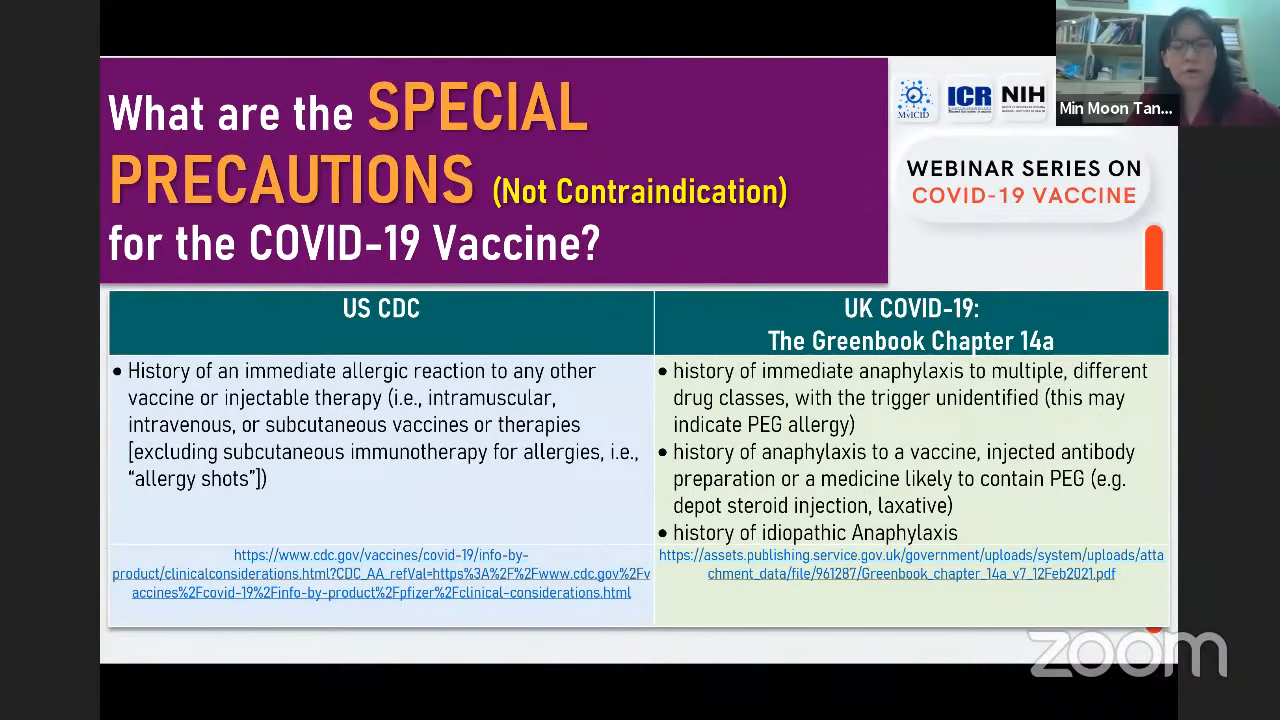 What are the SPECIAL
PRECAUTIONS (Not Contraindication)
for the COVID-19 Vaccine?
MyICID
ICR
NIH
Min Moon Tan...
WEBINAR SERIES ON
COVID-19 VACCINE
US CDC
• History of an immediate allergic reaction to any other
vaccine or injectable therapy (i.e., intramuscular,
intravenous, or subcutaneous vaccines or therapies
[excluding subcutaneous immunotherapy for allergies, i.e.,
“allergy shots”])
https://www.cdc.gov/vaccines/covid-19/info-by-
product/clinicalconsiderations.html?CDC_AA_refVal=https%3A%2F%2Fwww.cdc.gov%2Fv
accines%2Fcovid-19%2Finfo-by-product%2Fpfizer%2Fclinical-considerations.html
UK COVID-19:
The Greenbook Chapter 14a
• history of immediate anaphylaxis to multiple, different
drug classes, with the trigger unidentified (this may
indicate PEG allergy)
• history of anaphylaxis to a vaccine, injected antibody
preparation or a medicine likely to contain PEG (e.g.
depot steroid injection, laxative)
• history of idiopathic Anaphylaxis
https://assets.publishing.service.gov.uk/government/uploads/system/uploads/atta
chment_data/file/961287/Greenbook_chapter_14a_v7_12Feb2021.pdf
zoom